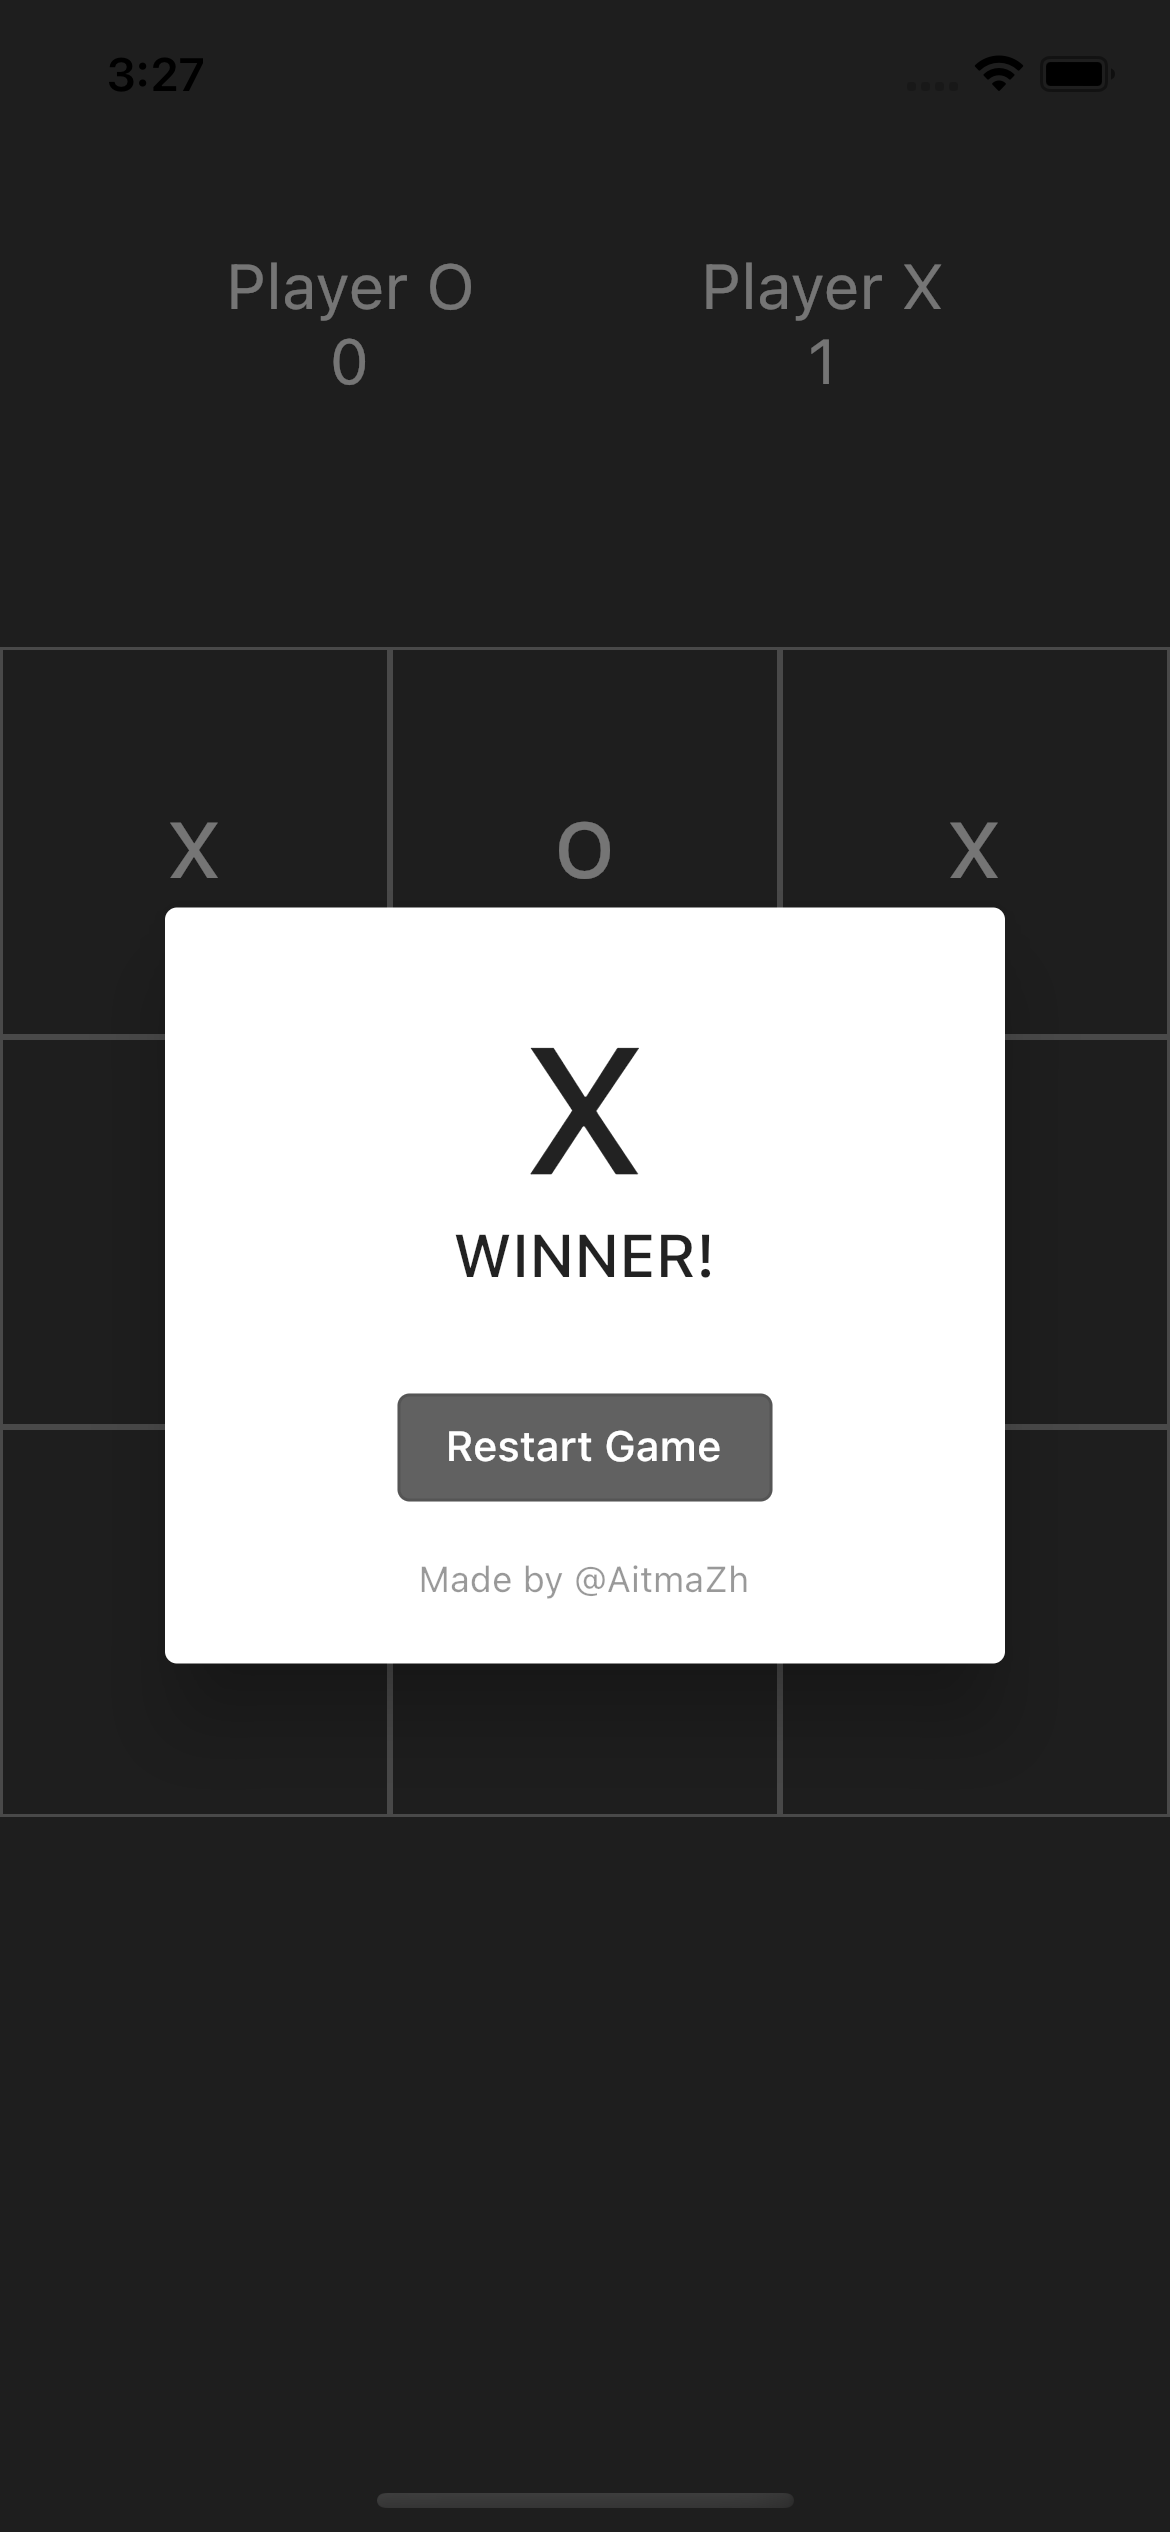 3:27
Player O Player X
0 1
X O X
X
WINNER!
Restart Game
Made by @AitmaZh